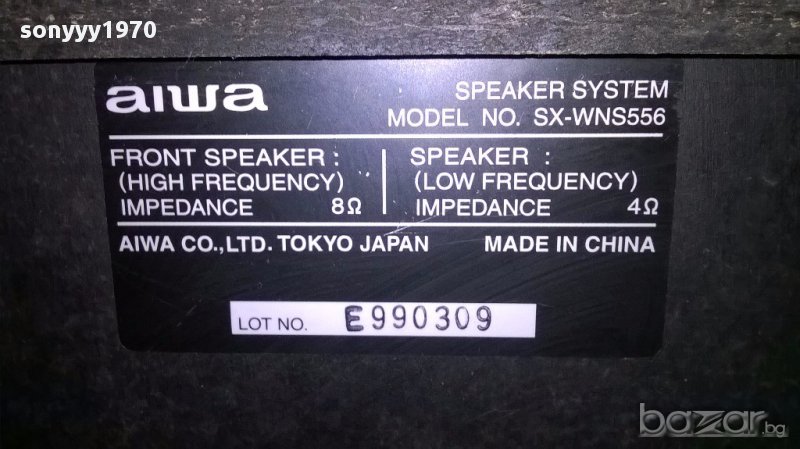 sonyyy1970
aiwa
SPEAKER SYSTEM
MODEL NO. SX-WNS556
FRONT SPEAKER :
(HIGH FREQUENCY)
IMPEDANCE 8Ω
SPEAKER :
(LOW FREQUENCY)
IMPEDANCE 4Ω
AIWA CO.,LTD. TOKYO JAPAN MADE IN CHINA
LOT NO. E990309
bazar.bg